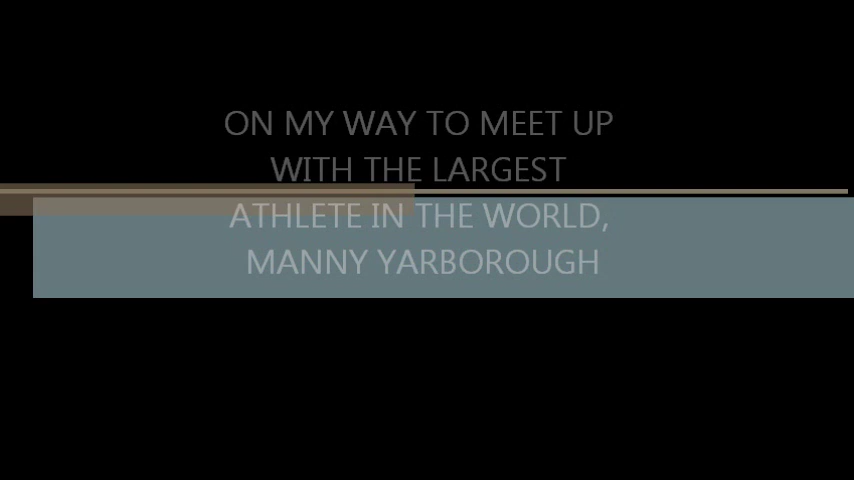 ON MY WAY TO MEET UP
WITH THE LARGEST
ATHLETE IN THE WORLD,
MANNY YARBOROUGH